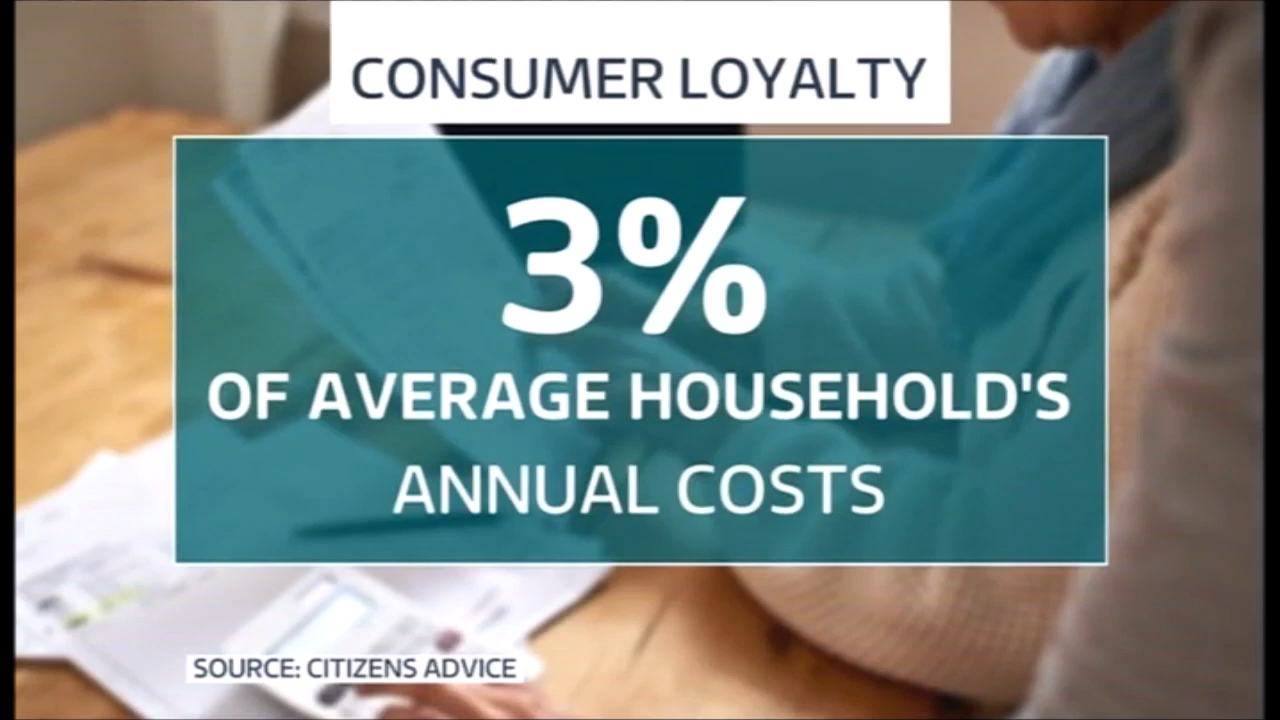 CONSUMER LOYALTY
3%
OF AVERAGE HOUSEHOLD'S
ANNUAL COSTS
SOURCE: CITIZENS ADVICE